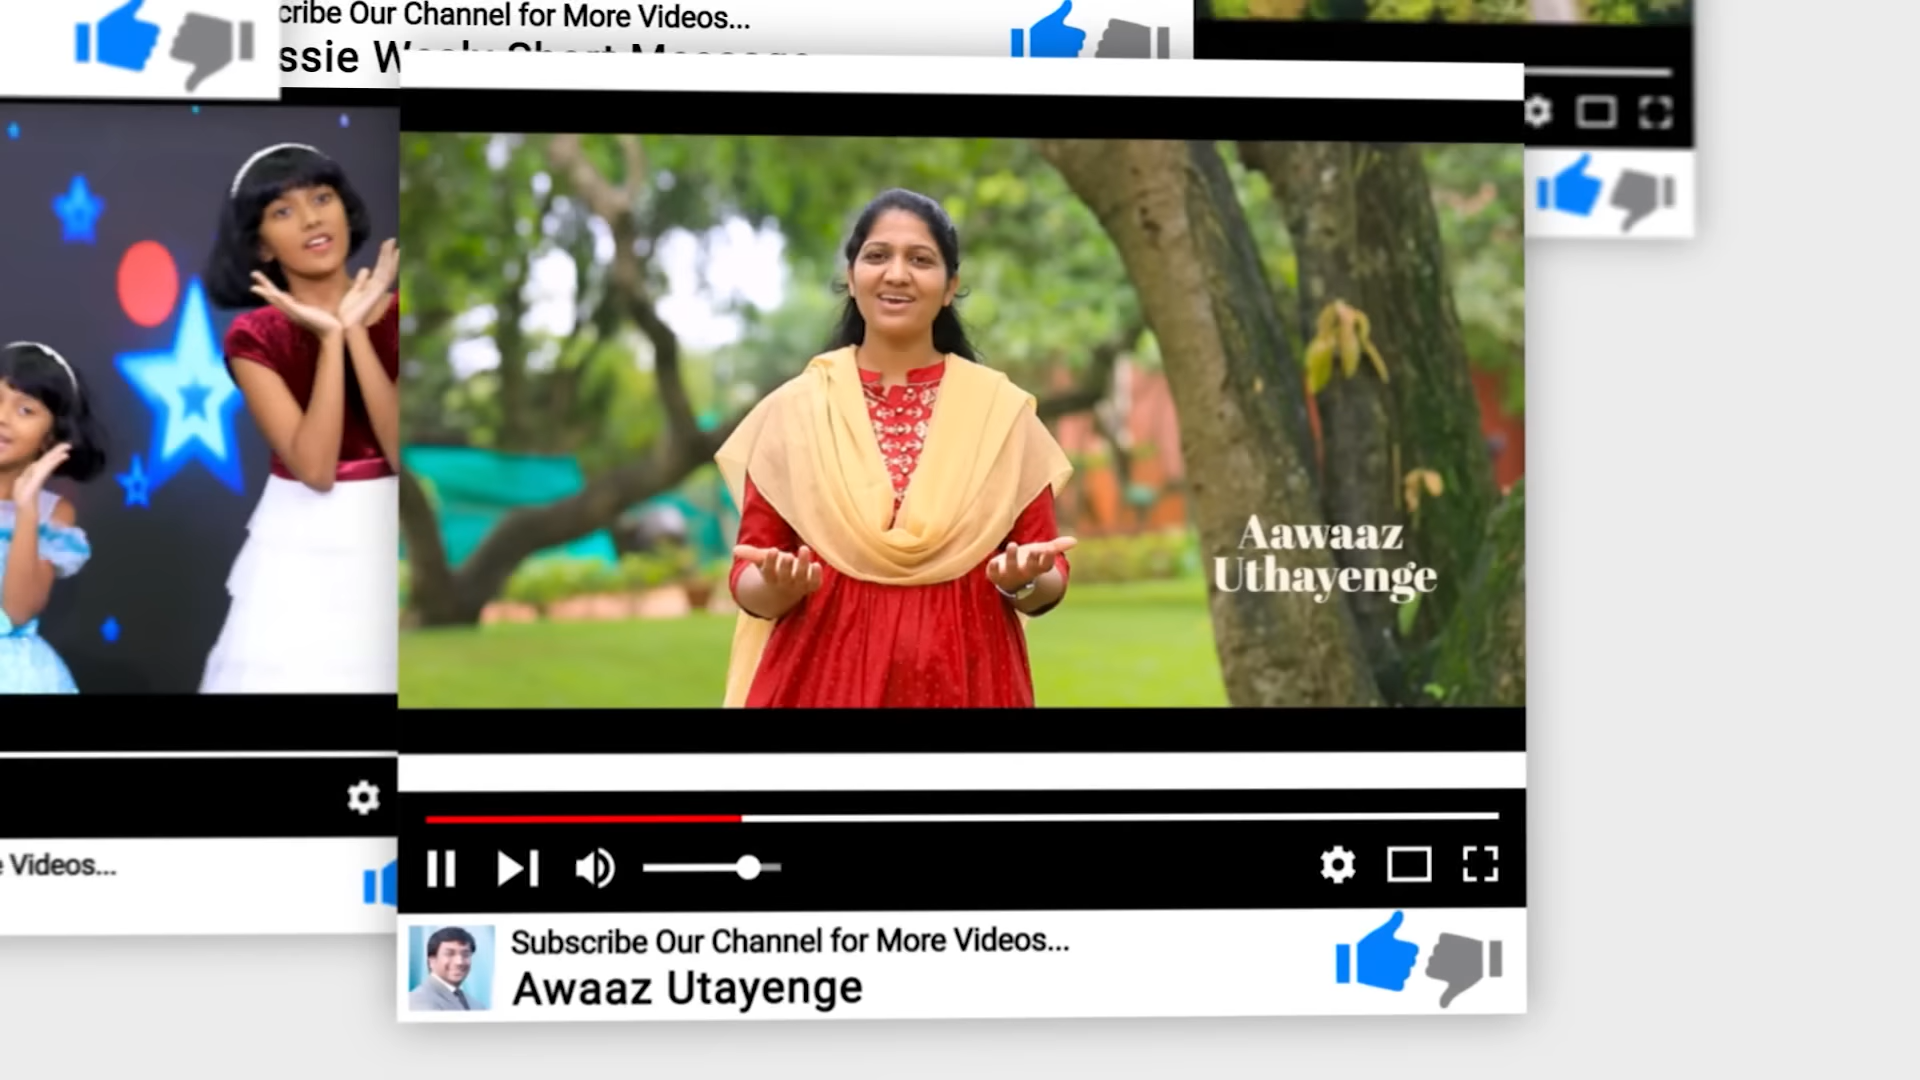 cribe Our Channel for More Videos...
ssie W
Aawaaz
Uthayenge
e Videos...
Subscribe Our Channel for More Videos...
Awaaz Utayenge